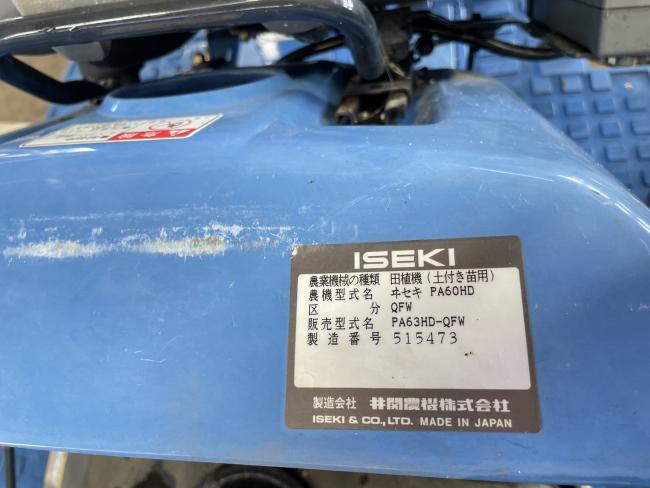 危険
ISEKI
農業機械の種類 田植機(土付き苗用)
農機型式名 ヰセキ PA60HD
区分 QFW
販売型式名 PA63HD-QFW
製造番号 515473
製造会社 井関農機株式会社
ISEKI & CO., LTD. MADE IN JAPAN